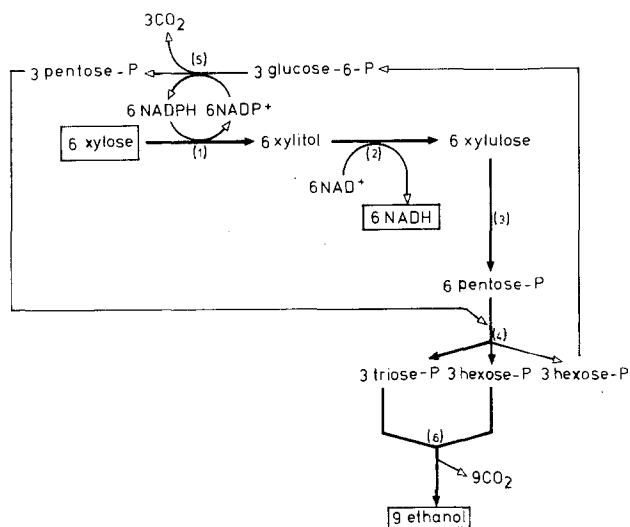 3CO2
3 pentose-P (5) 3 glucose-6-P
6 NADPH 6NADP+
6 xylose (1) 6 xylitol (2) 6 xylulose
6NAD+
6 NADH
(3)
6 pentose-P
(4)
3 triose-P 3 hexose-P 3 hexose-P
(6)
9CO2
9 ethanol